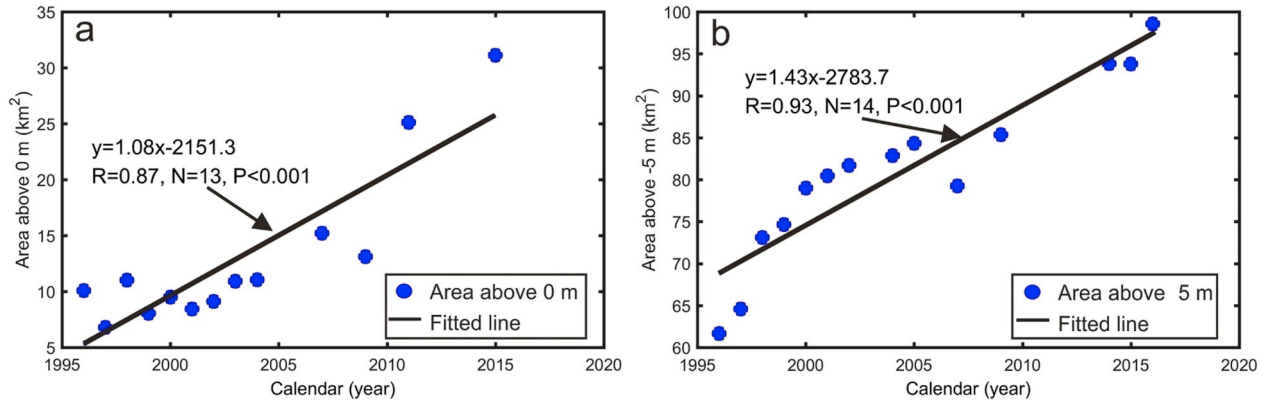 a
35
30
25
20
15
10
5
Area above 0 m (km²)
y=1.08x-2151.3
R=0.87, N=13, P<0.001
Area above 0 m
Fitted line
1995
2000
2005
2010
2015
2020
Calendar (year)
b
100
95
90
85
80
75
70
65
60
Area above -5 m (km²)
y=1.43x-2783.7
R=0.93, N=14, P<0.001
Area above 5 m
Fitted line
1995
2000
2005
2010
2015
2020
Calendar (year)